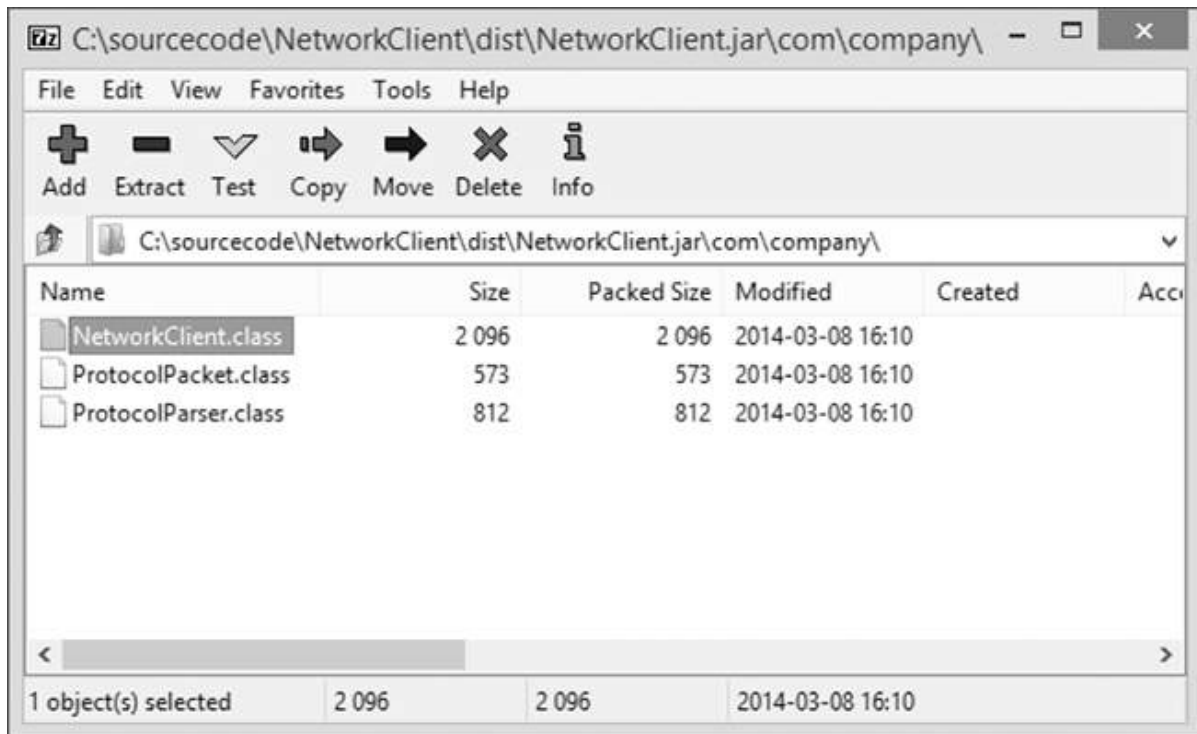 7z C:\sourcecode\NetworkClient\dist\NetworkClient.jar\com\company\
File Edit View Favorites Tools Help
Add Extract Test Copy Move Delete Info
C:\sourcecode\NetworkClient\dist\NetworkClient.jar\com\company\
Name Size Packed Size Modified Created Acce
NetworkClient.class 2 096 2 096 2014-03-08 16:10
ProtocolPacket.class 573 573 2014-03-08 16:10
ProtocolParser.class 812 812 2014-03-08 16:10
1 object(s) selected 2 096 2 096 2014-03-08 16:10